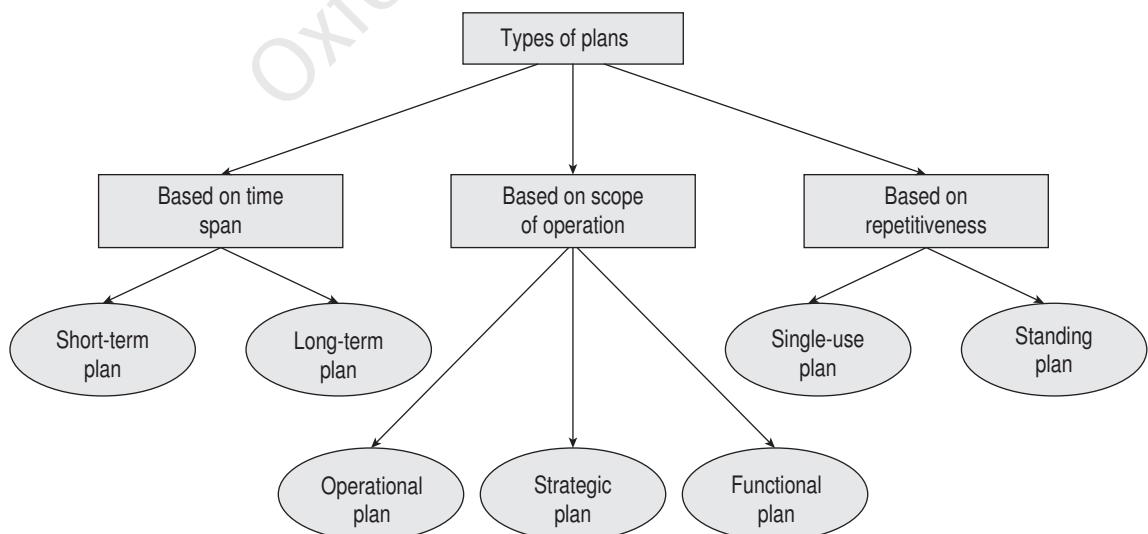 Types of plans
Based on time
span
Based on scope
of operation
Based on
repetitiveness
Short-term
plan
Long-term
plan
Single-use
plan
Standing
plan
Operational
plan
Strategic
plan
Functional
plan